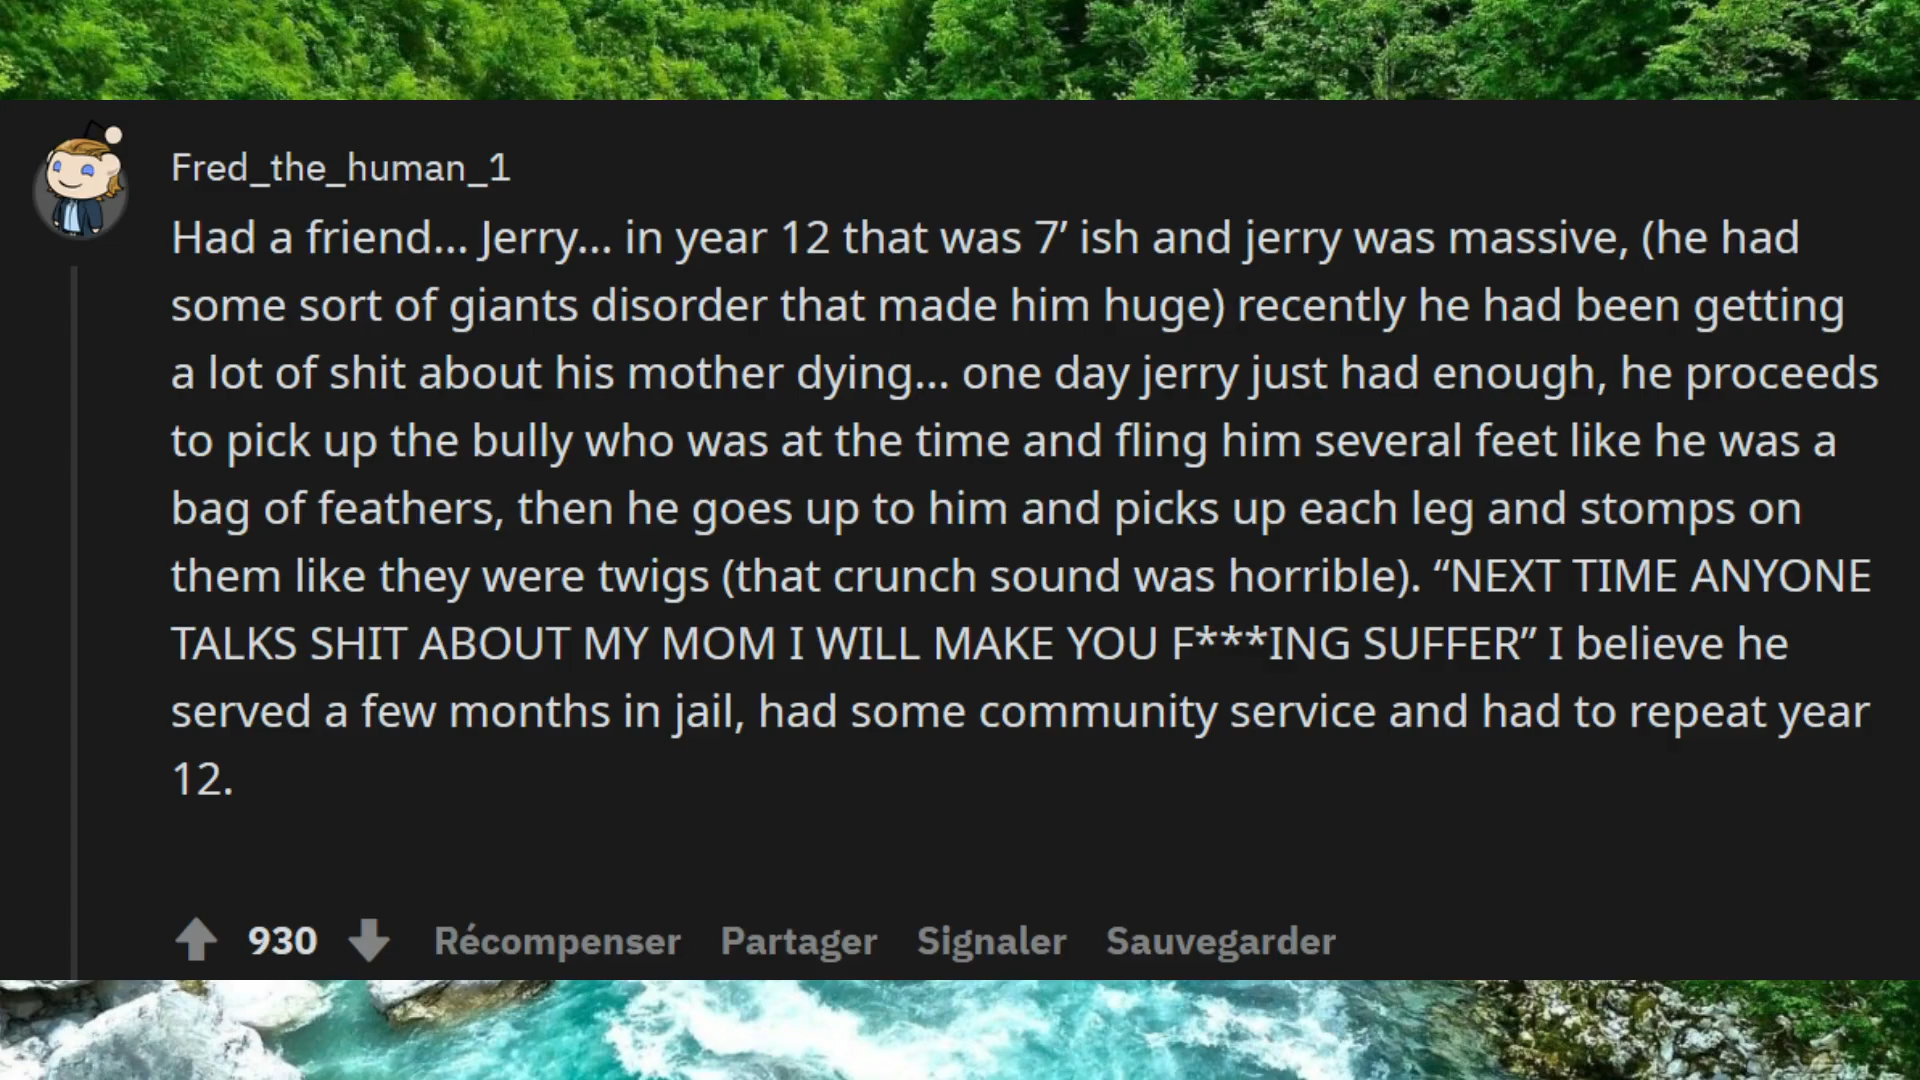 Fred_the_human_1
Had a friend... Jerry... in year 12 that was 7’ ish and jerry was massive, (he had
some sort of giants disorder that made him huge) recently he had been getting
a lot of shit about his mother dying... one day jerry just had enough, he proceeds
to pick up the bully who was at the time and fling him several feet like he was a
bag of feathers, then he goes up to him and picks up each leg and stomps on
them like they were twigs (that crunch sound was horrible). “NEXT TIME ANYONE
TALKS SHIT ABOUT MY MOM I WILL MAKE YOU F***ING SUFFER” I believe he
served a few months in jail, had some community service and had to repeat year
12.
930 Récompenser Partager Signaler Sauvegarder